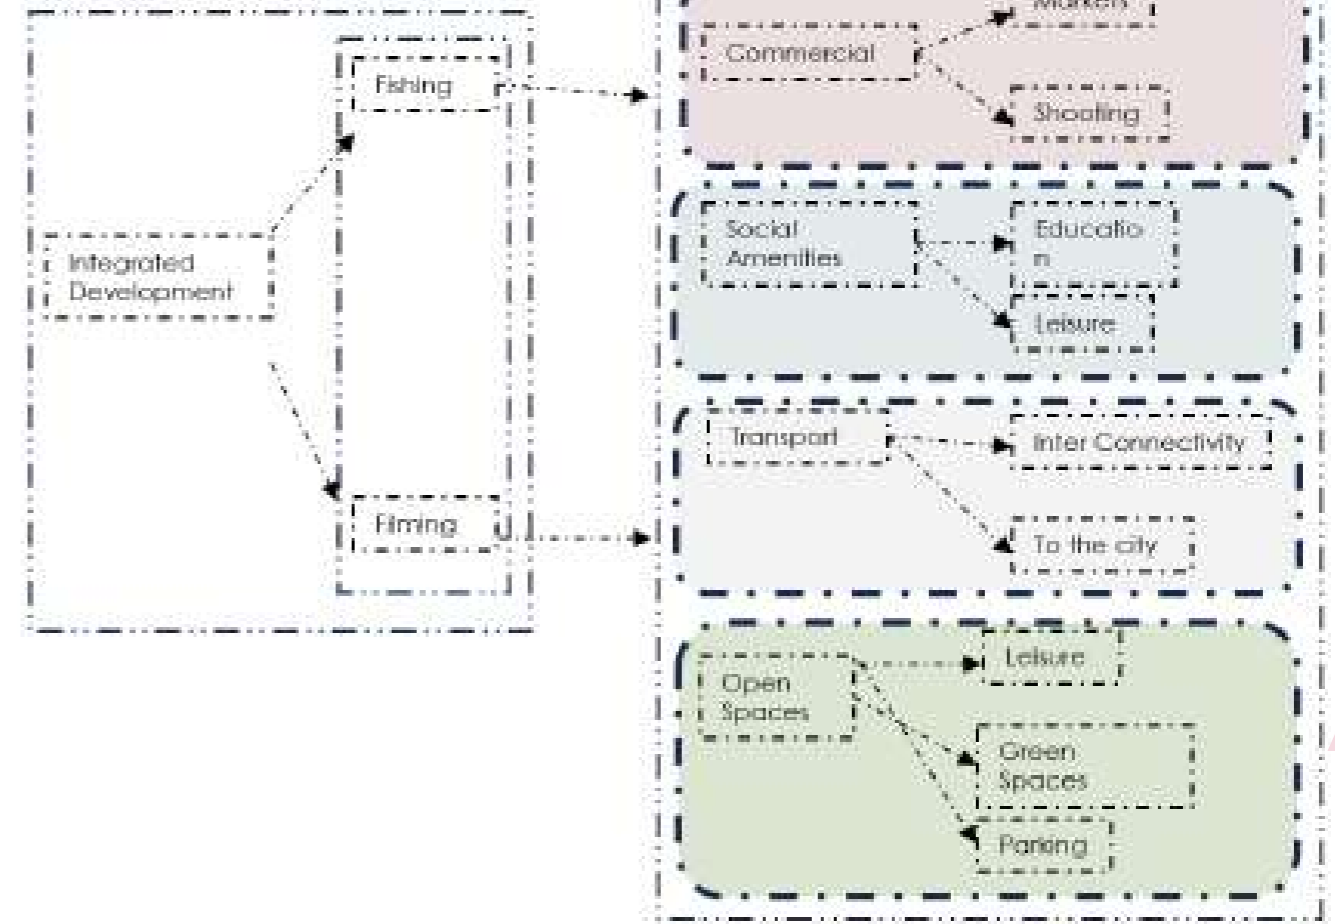 Markets
Commercial
Fishing
Shooting
Social
Amenities
Educatio
n
Integrated
Development
Leisure
Transport
Inter Connectivity
Filming
To the city
Leisure
Open
Spaces
Green
Spaces
Parking